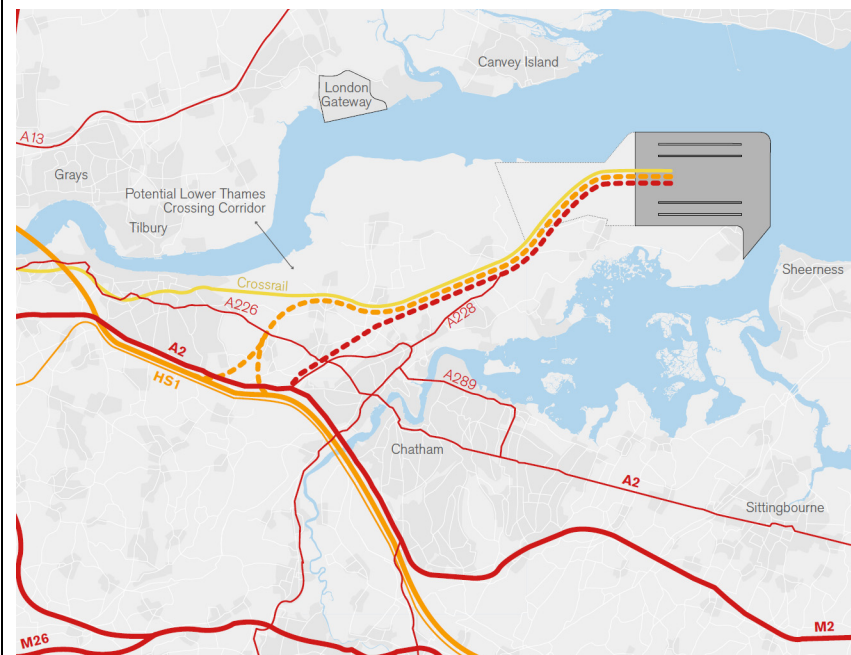 Canvey Island
London
Gateway
A13
Grays
Potential Lower Thames
Crossing Corridor
Tilbury
Sheerness
Crossrail
A226
A228
A2
HS1
A289
Chatham
A2
Sittingbourne
M26
M2